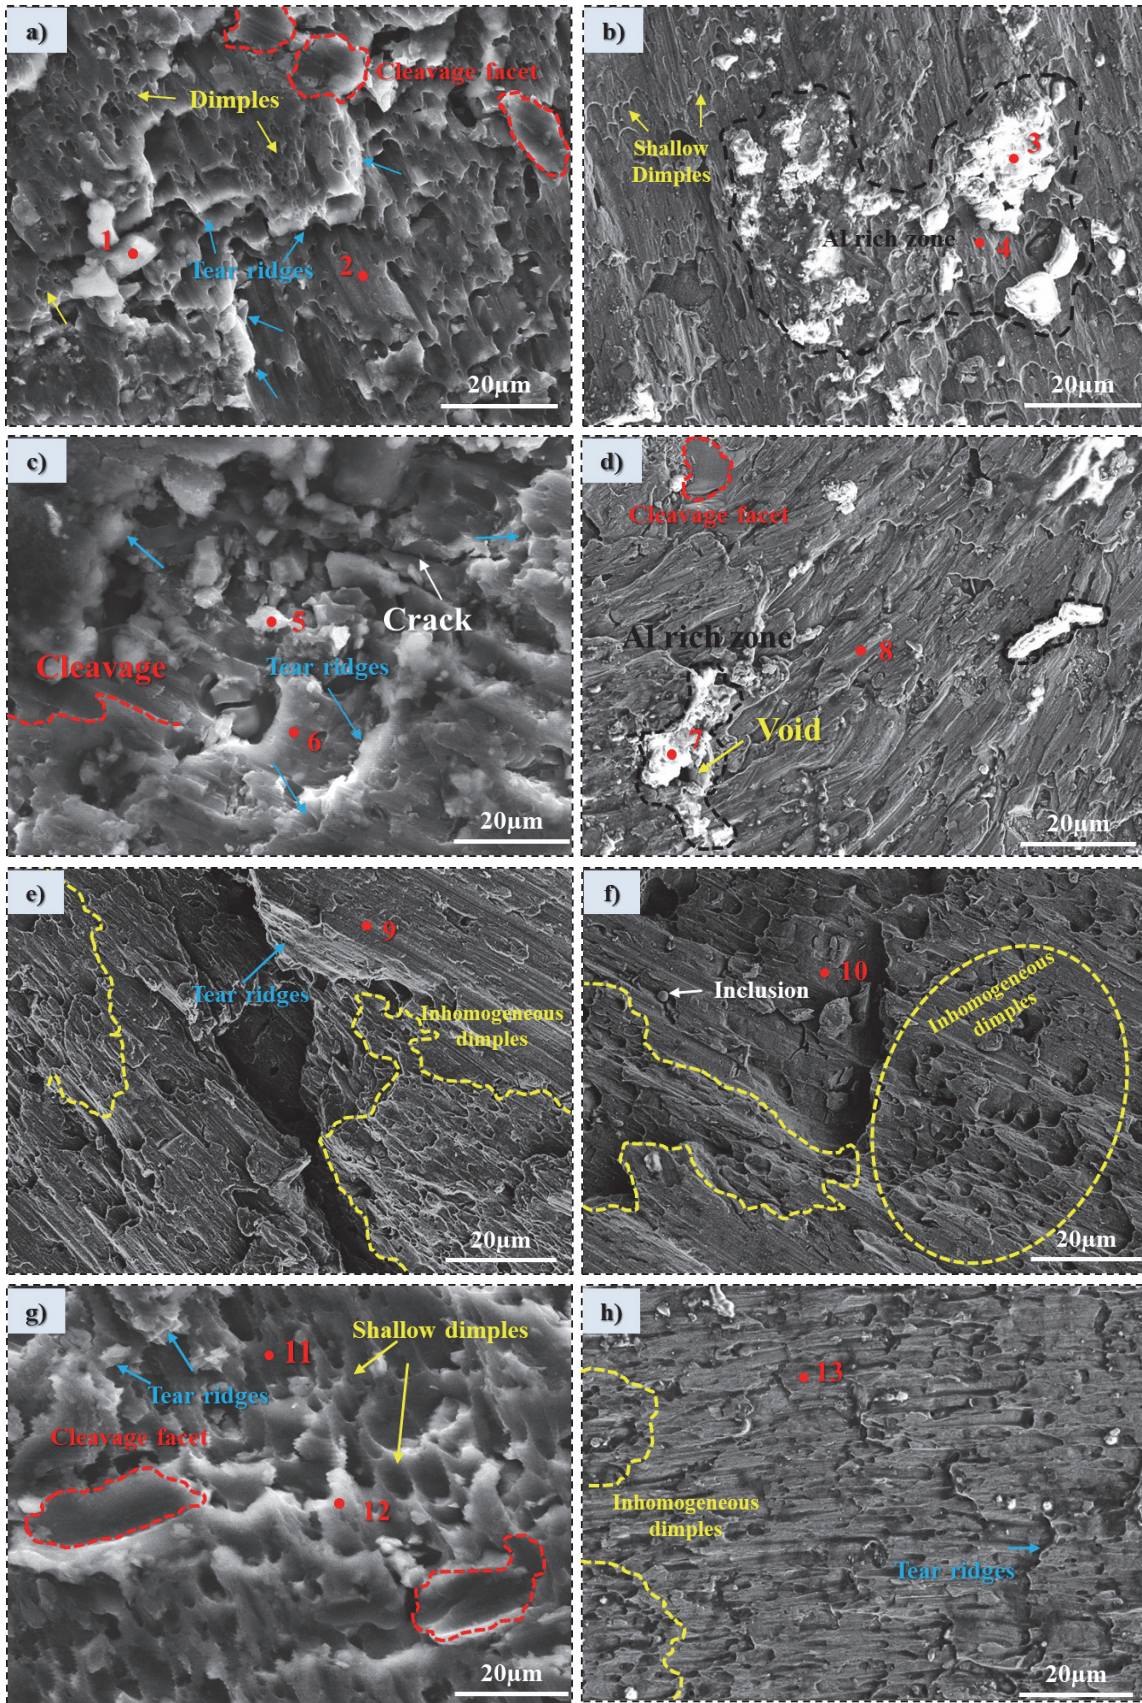 a)
Cleavage facet
Dimples
1
Tear ridges
2
20µm
b)
Shallow
Dimples
3
Al rich zone
4
20µm
c)
Crack
5
Cleavage
Tear ridges
6
20µm
d)
Cleavage facet
Al rich zone
8
7
Void
20µm
e)
9
Tear ridges
Inhomogeneous
dimples
20µm
f)
10
Inclusion
Inhomogeneous
dimples
20µm
g)
11
Shallow dimples
Tear ridges
Cleavage facet
12
20µm
h)
13
Inhomogeneous
dimples
Tear ridges
20µm